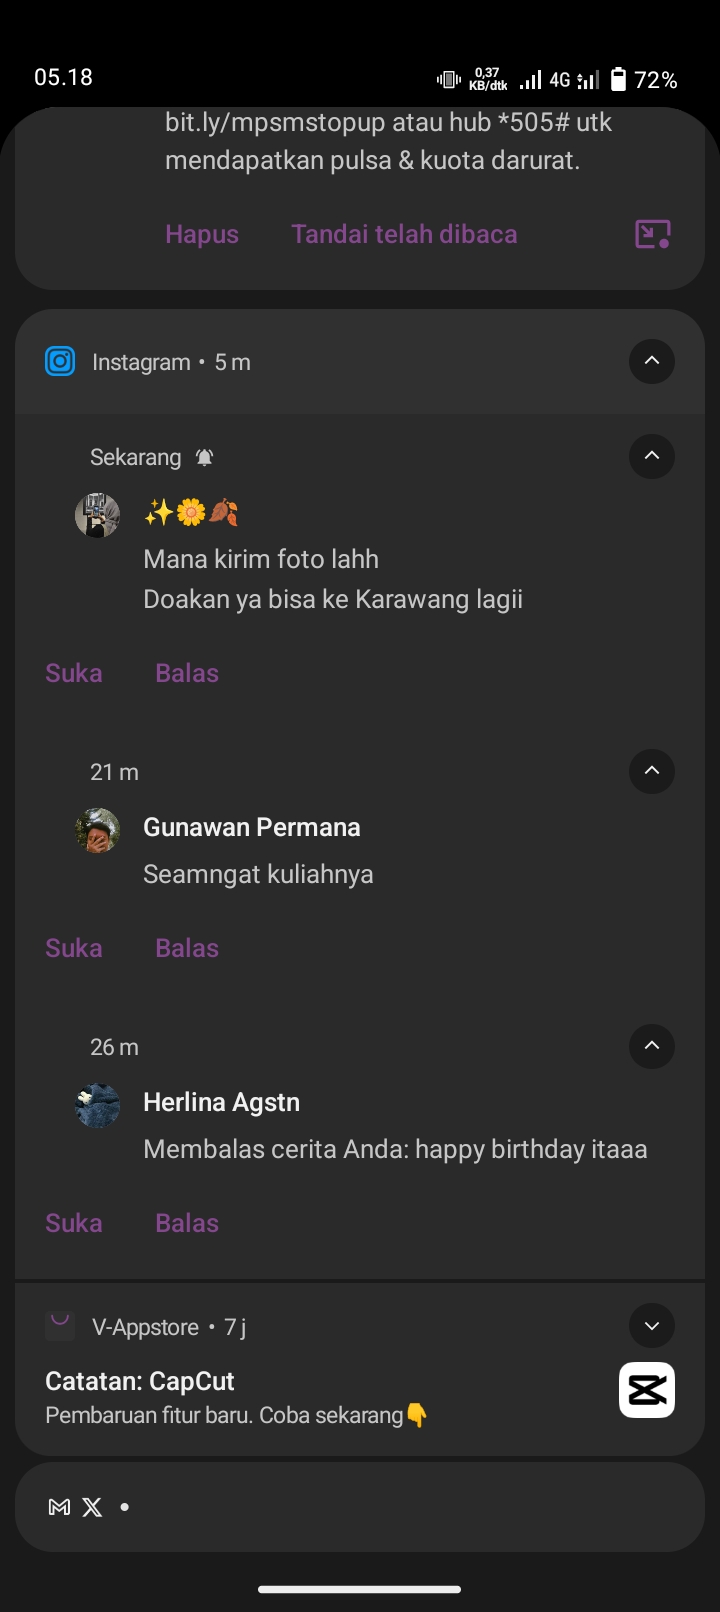 05.18
0,37
KB/dtk
4G
72%
bit.ly/mpsmstopup atau hub *505# utk
mendapatkan pulsa & kuota darurat.
Hapus Tandai telah dibaca
Instagram • 5 m
Sekarang
✨🌼🍂
Mana kirim foto lahh
Doakan ya bisa ke Karawang lagii
Suka Balas
21 m
Gunawan Permana
Seamngat kuliahnya
Suka Balas
26 m
Herlina Agstn
Membalas cerita Anda: happy birthday itaaa
Suka Balas
V-Appstore • 7 j
Catatan: CapCut
Pembaruan fitur baru. Coba sekarang👇